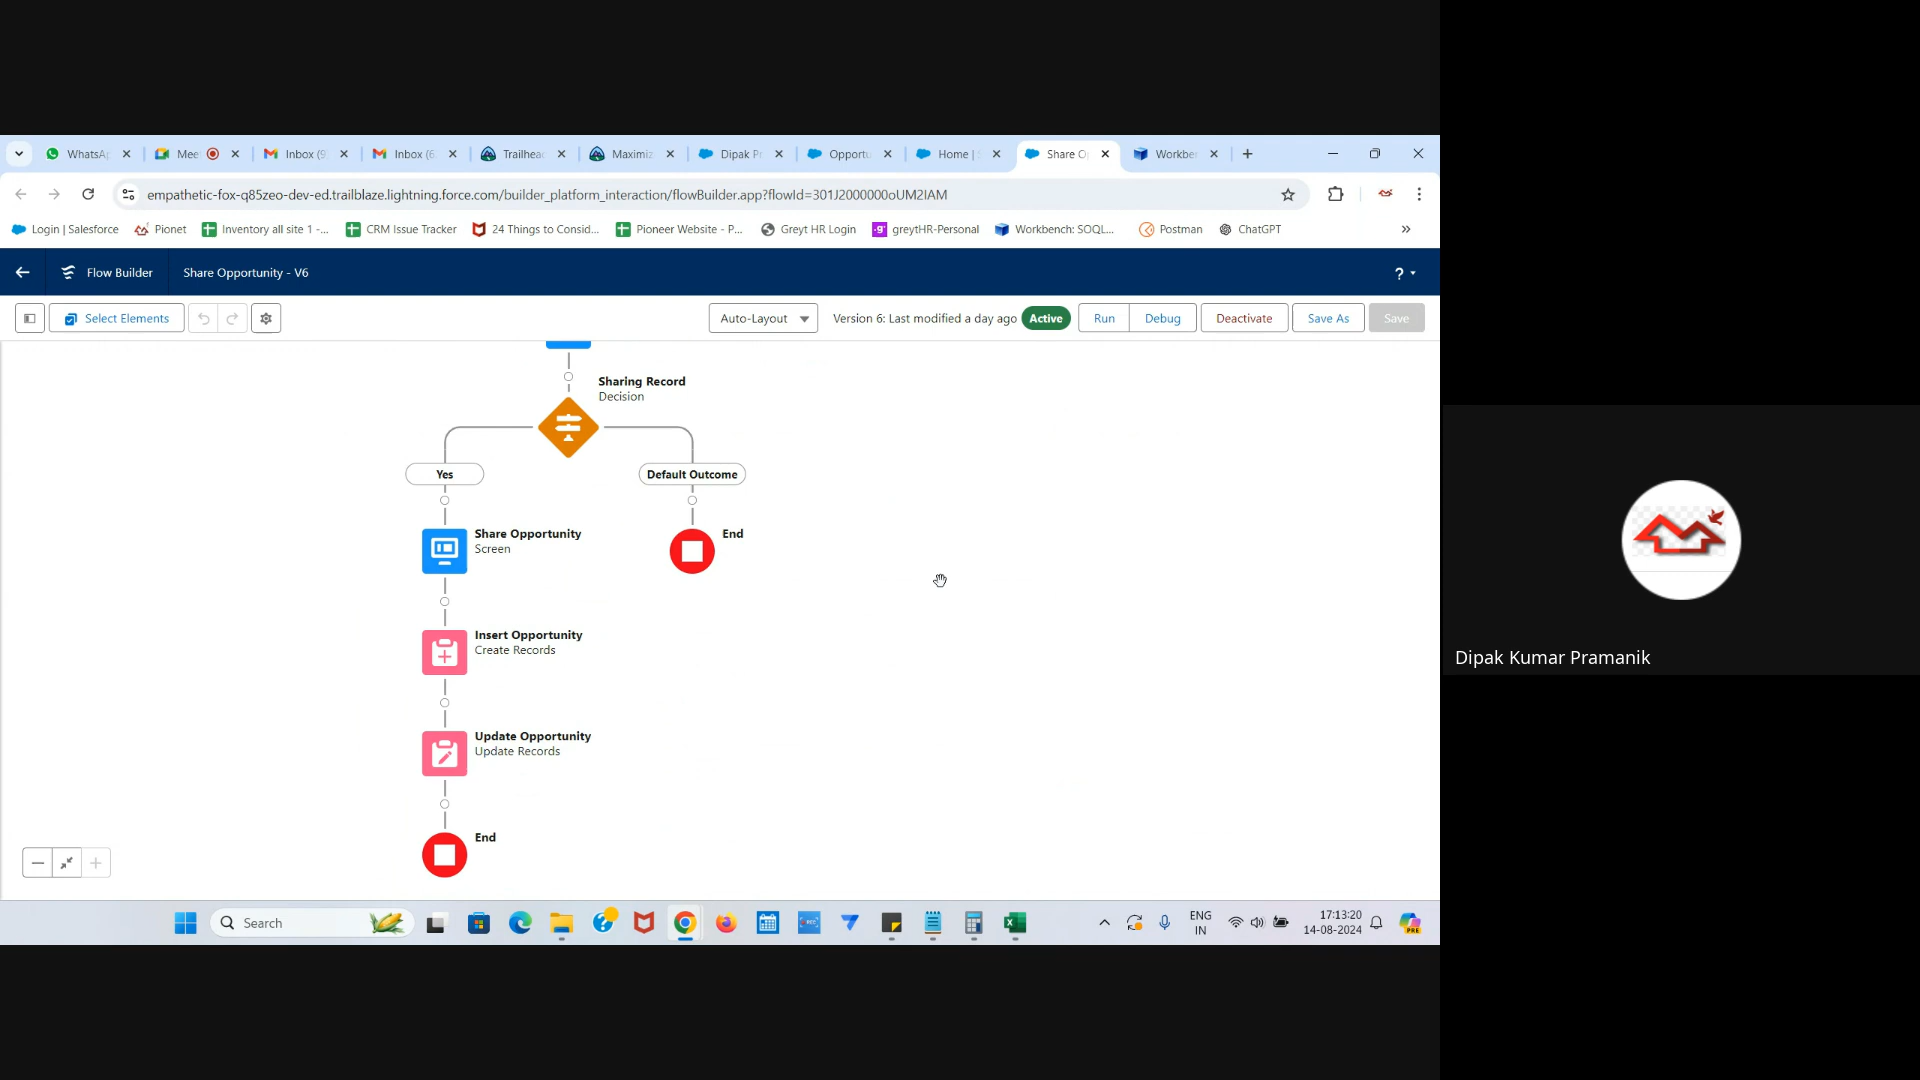 WhatsAp
Mee
Inbox (9
Inbox (6
Trailhea
Maximiz
Dipak Pr
Opportu
Home | S
Share O
Workber
empathetic-fox-q85zeo-dev-ed.trailblaze.lightning.force.com/builder_platform_interaction/flowBuilder.app?flowId=301J2000000oUM2IAM
Login | Salesforce
Pionet
Inventory all site 1 -...
CRM Issue Tracker
24 Things to Consid...
Pioneer Website - P...
Greyt HR Login
greytHR-Personal
Workbench: SOQL...
Postman
ChatGPT
Flow Builder
Share Opportunity - V6
?
Select Elements
Auto-Layout
Version 6: Last modified a day ago
Active
Run
Debug
Deactivate
Save As
Save
Sharing Record
Decision
Yes
Default Outcome
Share Opportunity
Screen
End
Insert Opportunity
Create Records
Update Opportunity
Update Records
End
Dipak Kumar Pramanik
Search
ENG
IN
17:13:20
14-08-2024
PRE